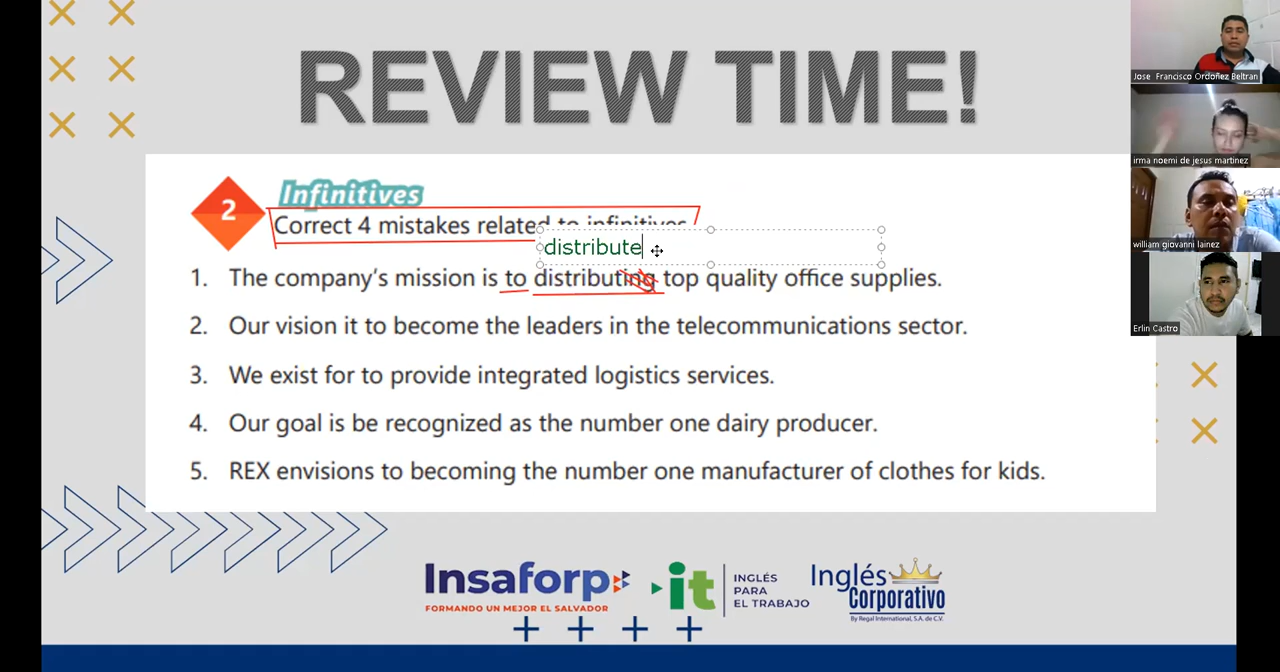 REVIEW TIME!
2
Infinitives
Correct 4 mistakes related to infinitives
distribute
1. The company's mission is to distributing top quality office supplies.
2. Our vision it to become the leaders in the telecommunications sector.
3. We exist for to provide integrated logistics services.
4. Our goal is be recognized as the number one dairy producer.
5. REX envisions to becoming the number one manufacturer of clothes for kids.
Insaforp
FORMANDO UN MEJOR EL SALVADOR
it
INGLÉS
PARA
EL TRABAJO
Inglés
Corporativo
By Regal International, S.A. de C.V.
Jose Francisco Ordoñez Beltran
irma noemi de jesus martinez
william giovanni lainez
Erlin Castro